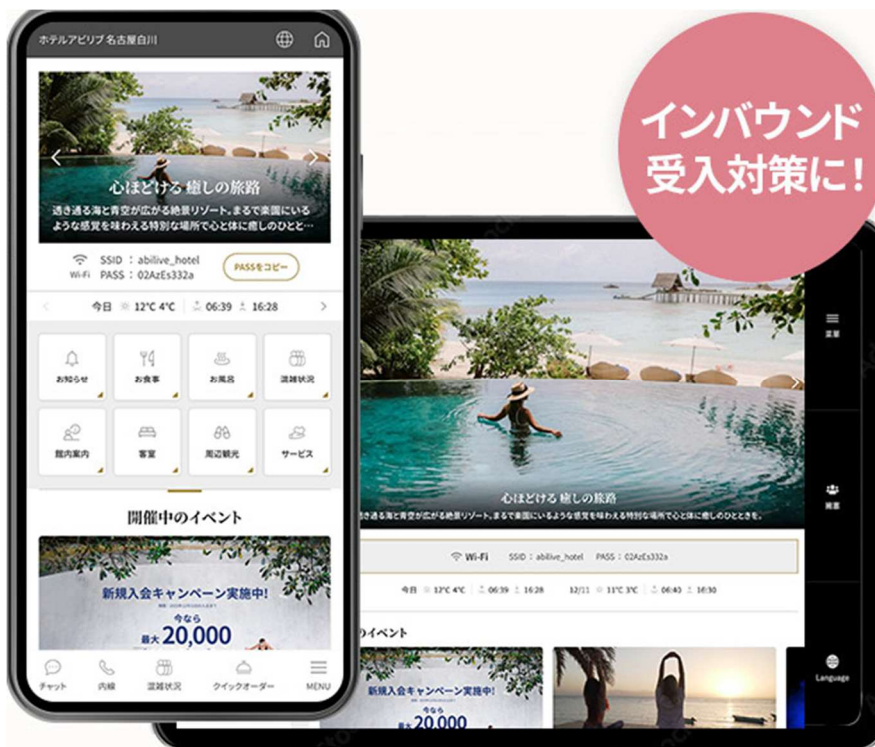 ホテルアビリブ 名古屋白川
心ほどける 癒しの旅路
透き通る海と青空が広がる絶景リゾート。まるで楽園にいる
ような感覚を味わえる特別な場所で心と体に癒しのひとと…
Wi-Fi
SSID : abilive_hotel
PASS : 02AzEs332a
PASSをコピー
今日 12℃ 4℃ 06:39 16:28
お知らせ
お食事
お風呂
混雑状況
館内案内
客室
周辺観光
サービス
開催中のイベント
新規入会キャンペーン実施中!
今なら
最大 20,000
チャット
内線
混雑状況
クイックオーダー
MENU
インバウンド
受入対策に!
心ほどける 癒しの旅路
き通る海と青空が広がる絶景リゾート。まるで楽園にいるような感覚を味わえる特別な場所で心と体に癒しのひとときを。
Wi-Fi SSID : abilive_hotel PASS : 02AzEs332a
今日 12℃ 4℃ 06:39 16:28 12/11 11℃ 3℃ 06:40 16:30
のイベント
新規入会キャンペーン実施中!
今なら
最大 20,000
Language